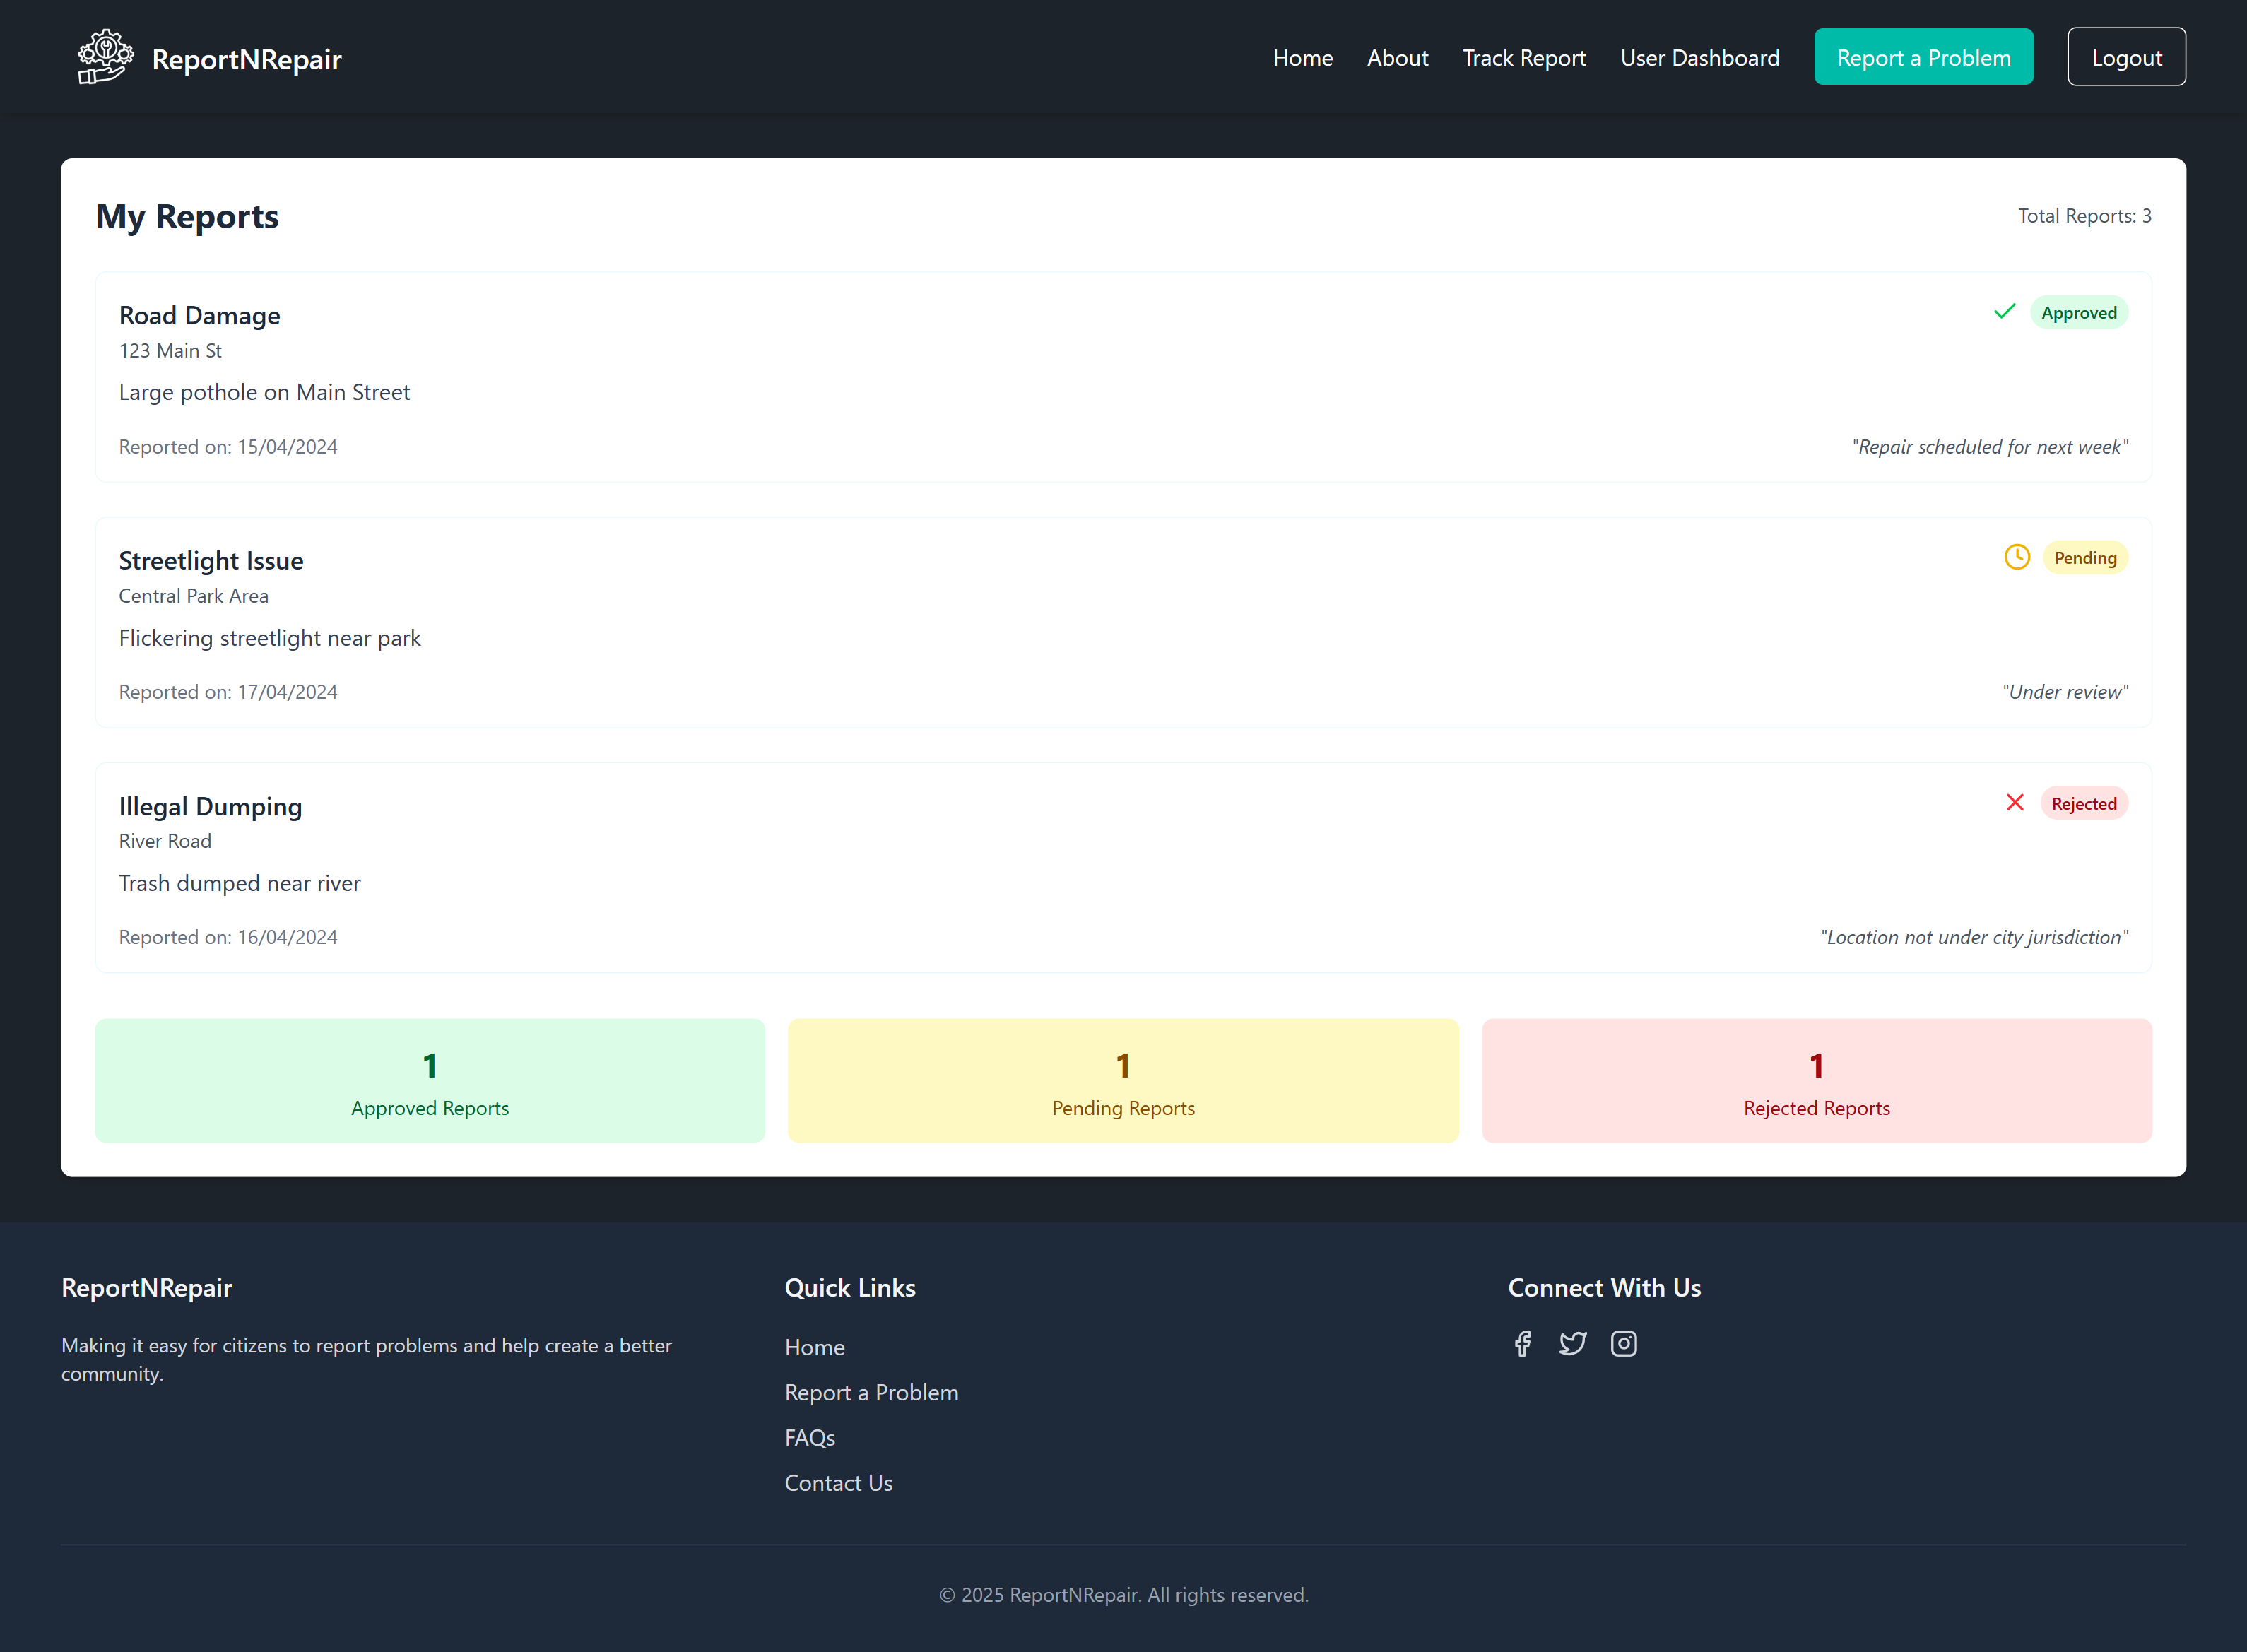 ReportNRepair
Home
About
Track Report
User Dashboard
Report a Problem
Logout
My Reports
Total Reports: 3
Road Damage
Approved
123 Main St
Large pothole on Main Street
Reported on: 15/04/2024
"Repair scheduled for next week"
Streetlight Issue
Pending
Central Park Area
Flickering streetlight near park
Reported on: 17/04/2024
"Under review"
Illegal Dumping
Rejected
River Road
Trash dumped near river
Reported on: 16/04/2024
"Location not under city jurisdiction"
1
Approved Reports
1
Pending Reports
1
Rejected Reports
ReportNRepair
Making it easy for citizens to report problems and help create a better
community.
Quick Links
Home
Report a Problem
FAQs
Contact Us
Connect With Us
© 2025 ReportNRepair. All rights reserved.